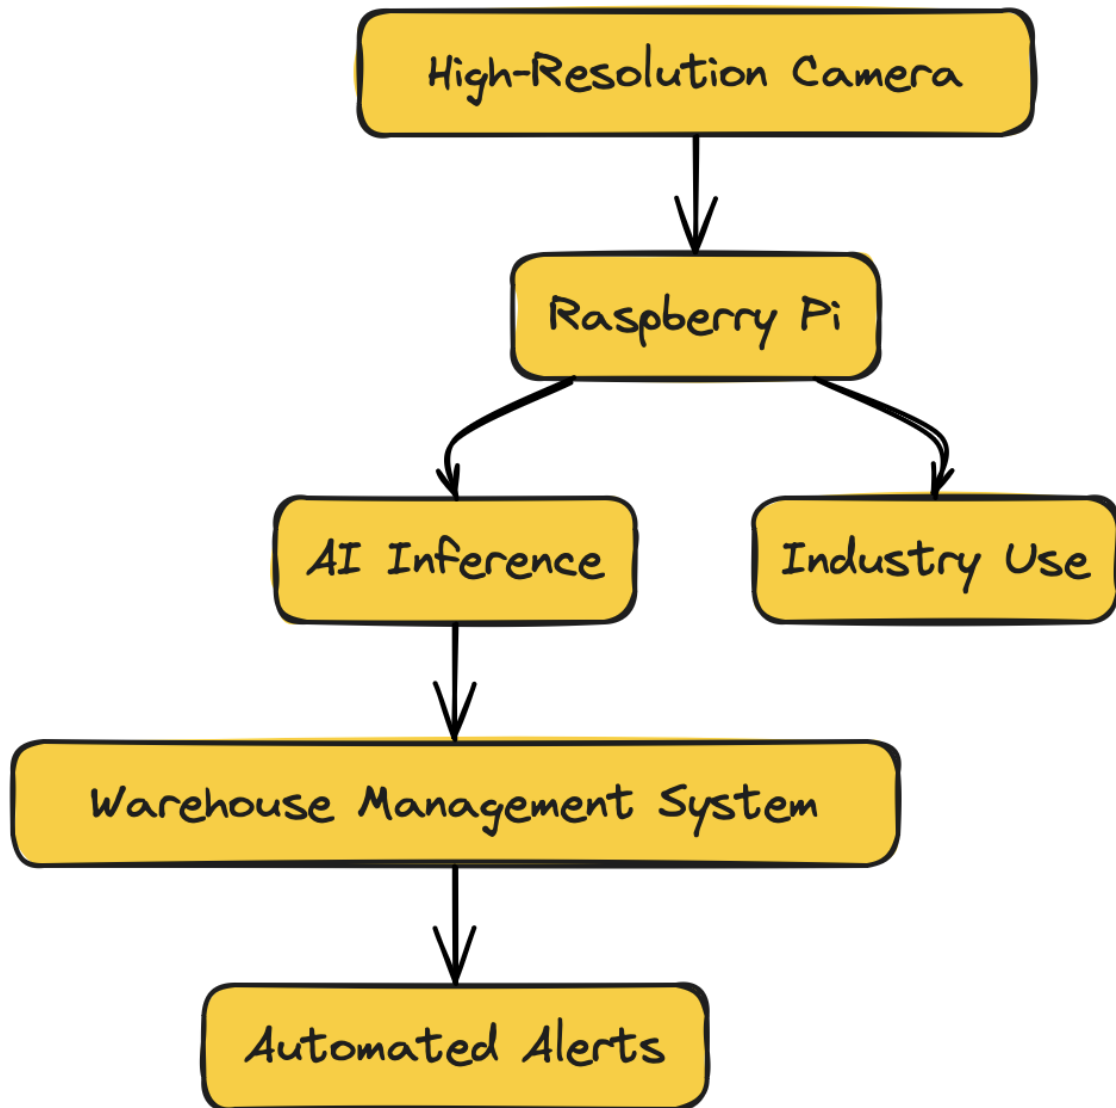 High-Resolution Camera
Raspberry Pi
AI Inference
Industry Use
Warehouse Management System
Automated Alerts